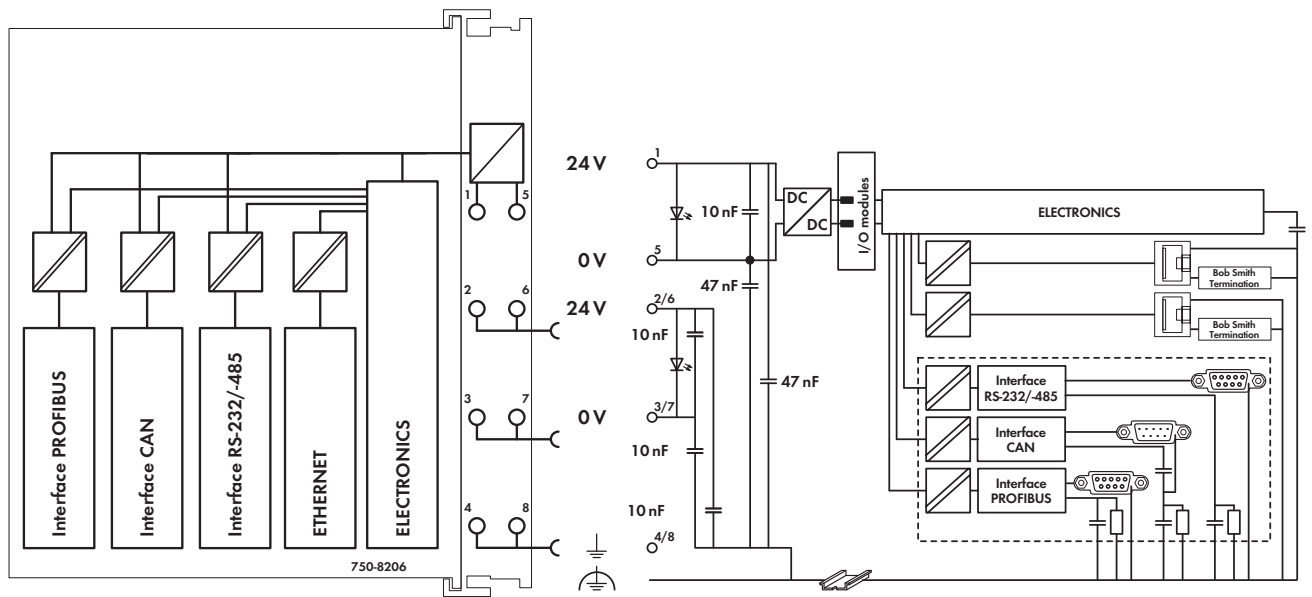 Interface PROFIBUS
Interface CAN
Interface RS-232/-485
ETHERNET
ELECTRONICS
750-8206
1
5
2
6
3
7
4
8
24 V
0 V
24 V
0 V
1
5
2/6
3/7
4/8
10 nF
47 nF
10 nF
47 nF
10 nF
10 nF
DC
DC
I/O modules
ELECTRONICS
Bob Smith
Termination
Bob Smith
Termination
Interface
RS-232/-485
Interface
CAN
Interface
PROFIBUS